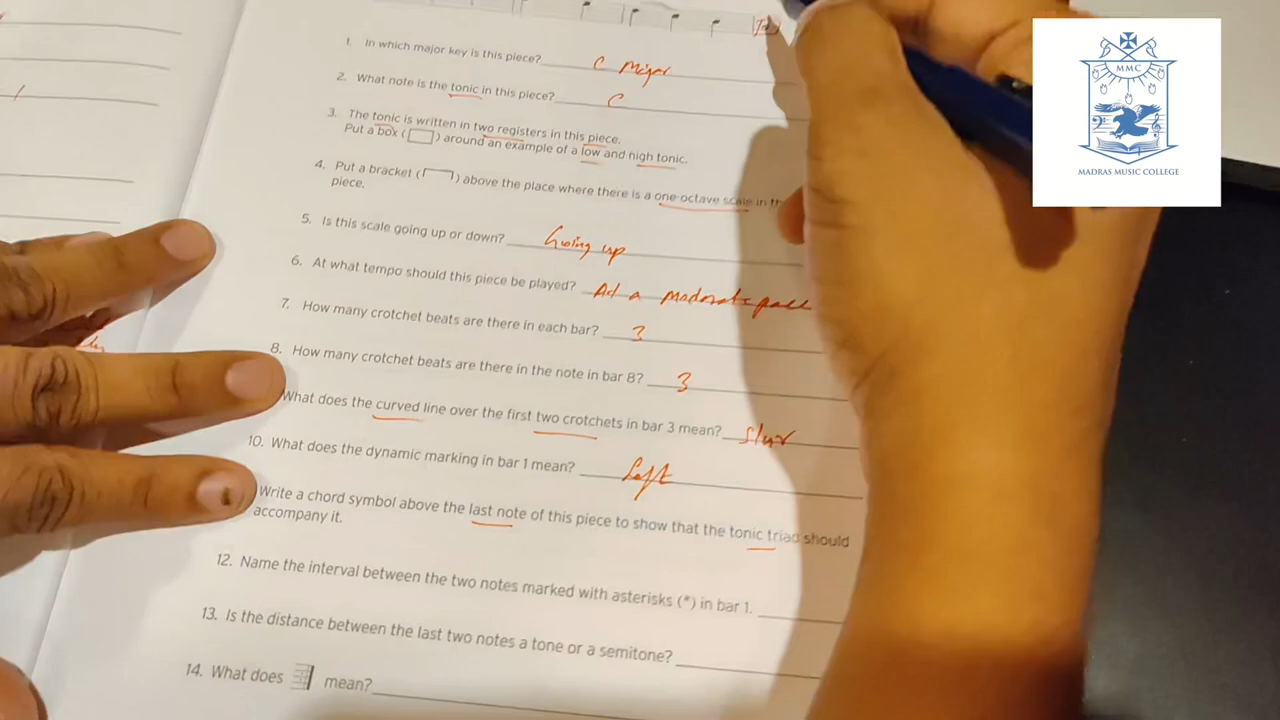 MMC
MADRAS MUSIC COLLEGE
1. In which major key is this piece? C Mijar
2. What note is the tonic in this piece? C
3. The tonic is written in two registers in this piece.
Put a box ( ) around an example of a low and high tonic.
4. Put a bracket ( ) above the place where there is a one octave scale in
piece.
5. Is this scale going up or down? Going up
6. At what tempo should this piece be played? At a moderate pace
7. How many crotchet beats are there in each bar? 3
8. How many crotchet beats are there in the note in bar 8? 3
What does the curved line over the first two crotchets in bar 3 mean? Slur
10. What does the dynamic marking in bar 1 mean? Soft
Write a chord symbol above the last note of this piece to show that the tonic triad should
accompany it.
12. Name the interval between the two notes marked with asterisks (*) in bar 1.
13. Is the distance between the last two notes a tone or a semitone?
14. What does mean?